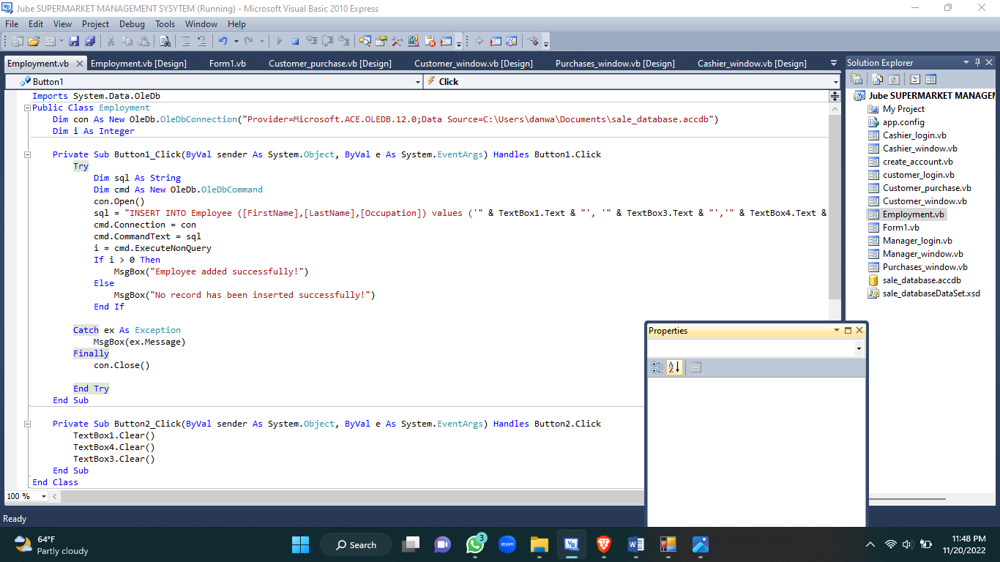 Jube SUPERMARKET MANAGEMENT SYSYTEM (Running) - Microsoft Visual Basic 2010 Express
File Edit View Project Debug Tools Window Help
Employment.vb Employment.vb [Design] Form1.vb Customer_purchase.vb [Design] Customer_window.vb [Design] Purchases_window.vb [Design] Cashier_window.vb [Design]
Button1 Click
Imports System.Data.OleDb
Public Class Employment
Dim con As New OleDb.OleDbConnection("Provider=Microsoft.ACE.OLEDB.12.0;Data Source=C:\Users\danwa\Documents\sale_database.accdb")
Dim i As Integer
Private Sub Button1_Click(ByVal sender As System.Object, ByVal e As System.EventArgs) Handles Button1.Click
Try
Dim sql As String
Dim cmd As New OleDb.OleDbCommand
con.Open()
sql = "INSERT INTO Employee ([FirstName],[LastName],[Occupation]) values ('" & TextBox1.Text & "', '" & TextBox3.Text & "','" & TextBox4.Text &
cmd.Connection = con
cmd.CommandText = sql
i = cmd.ExecuteNonQuery
If i > 0 Then
MsgBox("Employee added successfully!")
Else
MsgBox("No record has been inserted successfully!")
End If
Catch ex As Exception
MsgBox(ex.Message)
Finally
con.Close()
End Try
End Sub
Private Sub Button2_Click(ByVal sender As System.Object, ByVal e As System.EventArgs) Handles Button2.Click
TextBox1.Clear()
TextBox4.Clear()
TextBox3.Clear()
End Sub
End Class
100 %
Solution Explorer
Jube SUPERMARKET MANAGEM
My Project
app.config
Cashier_login.vb
Cashier_window.vb
create_account.vb
customer_login.vb
Customer_purchase.vb
Customer_window.vb
Employment.vb
Form1.vb
Manager_login.vb
Manager_window.vb
Purchases_window.vb
sale_database.accdb
sale_databaseDataSet.xsd
Properties
Ready
64°F
Partly cloudy
Search
3
zoom
11:48 PM
11/20/2022